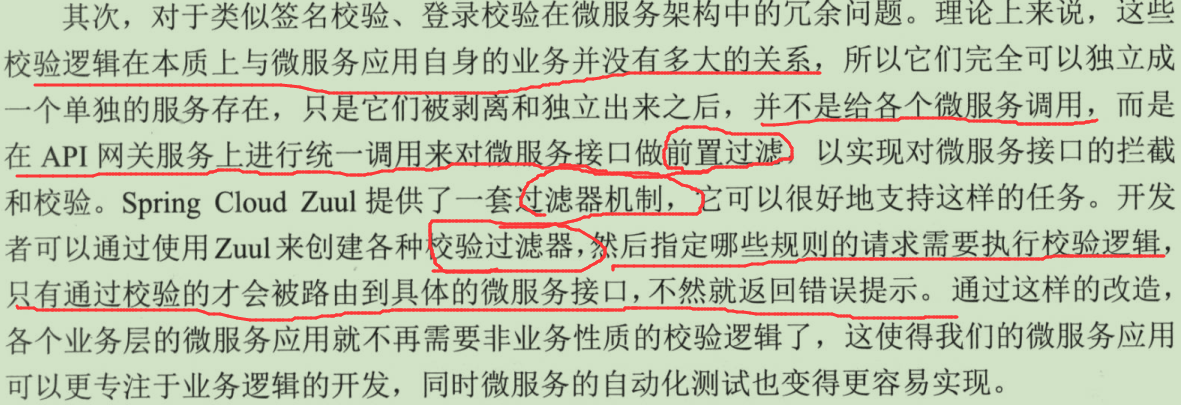 其次，对于类似签名校验、登录校验在微服务架构中的冗余问题。理论上来说，这些
校验逻辑在本质上与微服务应用自身的业务并没有多大的关系，所以它们完全可以独立成
一个单独的服务存在，只是它们被剥离和独立出来之后，并不是给各个微服务调用，而是
在 API 网关服务上进行统一调用来对微服务接口做前置过滤，以实现对微服务接口的拦截
和校验。Spring Cloud Zuul 提供了一套过滤器机制，它可以很好地支持这样的任务。开发
者可以通过使用 Zuul 来创建各种校验过滤器，然后指定哪些规则的请求需要执行校验逻辑，
只有通过校验的才会被路由到具体的微服务接口，不然就返回错误提示。通过这样的改造，
各个业务层的微服务应用就不再需要非业务性质的校验逻辑了，这使得我们的微服务应用
可以更专注于业务逻辑的开发，同时微服务的自动化测试也变得更容易实现。